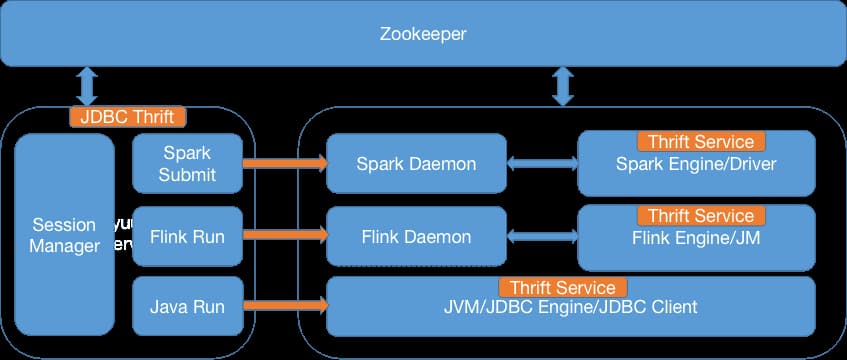 Zookeeper
JDBC Thrift
Session
Manager
Spark
Submit
Flink Run
Java Run
Spark Daemon
Flink Daemon
Thrift Service
Spark Engine/Driver
Thrift Service
Flink Engine/JM
Thrift Service
JVM/JDBC Engine/JDBC Client